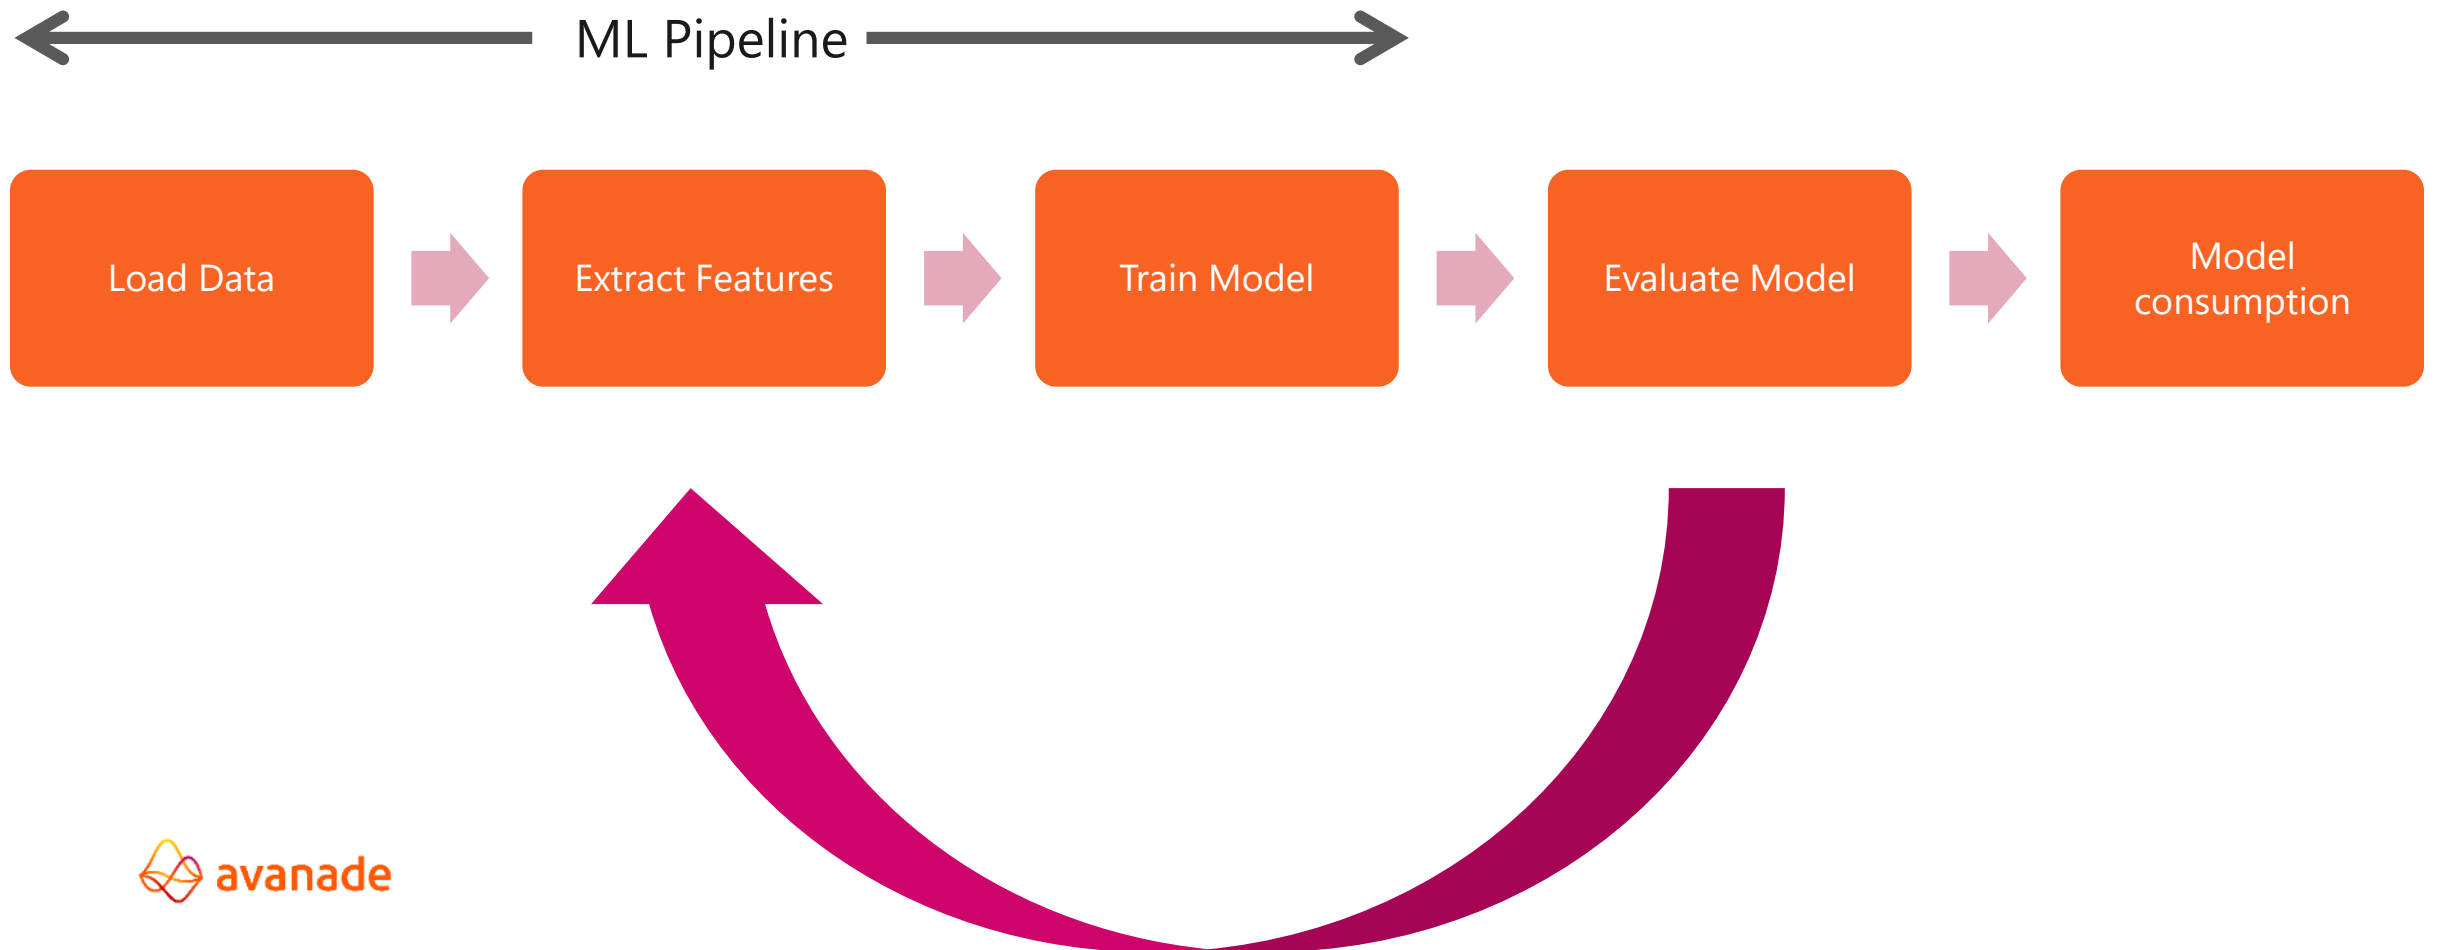 ML Pipeline
Load Data
Extract Features
Train Model
Evaluate Model
Model
consumption
avanade